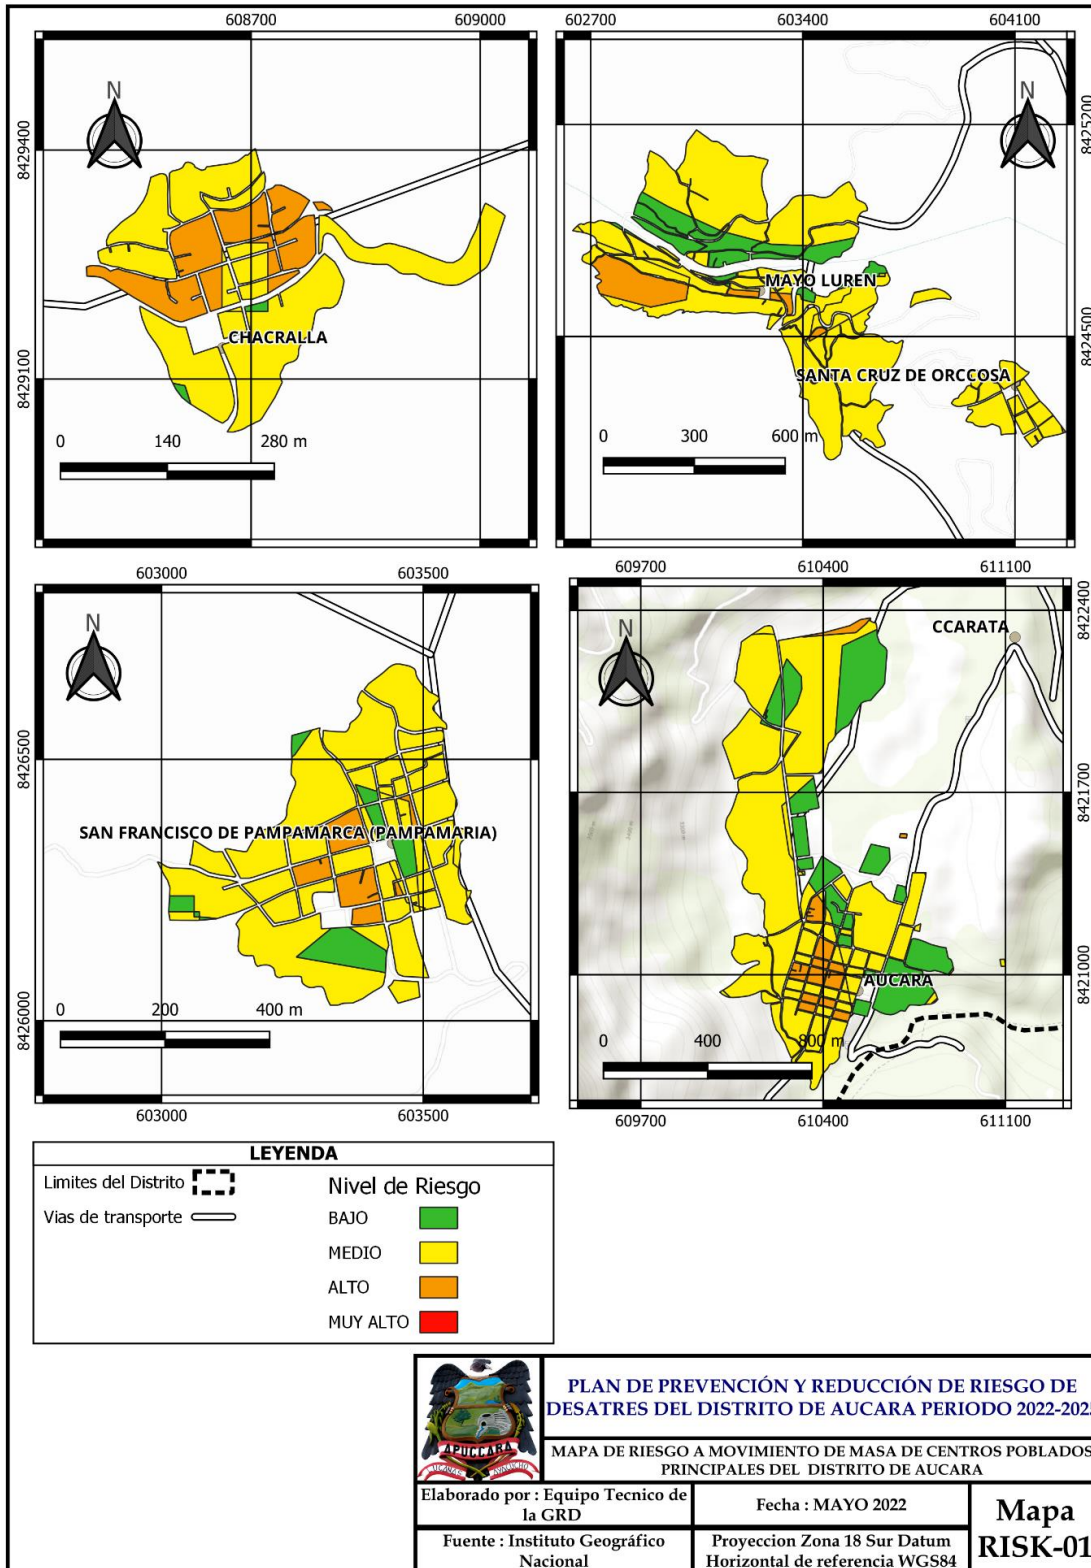 608700 609000
8429400
8429100
N
CHACRALLA
0 140 280 m
602700 603400 604100
8425200
8424500
N
MAYO LUREN
SANTA CRUZ DE ORCCOSA
0 300 600 m
603000 603500
8426500
8426000
N
SAN FRANCISCO DE PAMPAMARCA (PAMPAMARIA)
0 200 400 m
603000 603500
609700 610400 611100
8422400
8421700
8421000
N
CCARATA
AUCARA
0 400 800 m
609700 610400 611100
LEYENDA
Limites del Distrito
Vias de transporte
Nivel de Riesgo
BAJO
MEDIO
ALTO
MUY ALTO
APUCCARA
LUCANAS AYACUCHO
PLAN DE PREVENCIÓN Y REDUCCIÓN DE RIESGO DE
DESATRES DEL DISTRITO DE AUCARA PERIODO 2022-2025
MAPA DE RIESGO A MOVIMIENTO DE MASA DE CENTROS POBLADOS
PRINCIPALES DEL DISTRITO DE AUCARA
Elaborado por : Equipo Tecnico de
la GRD
Fecha : MAYO 2022
Fuente : Instituto Geográfico
Nacional
Proyeccion Zona 18 Sur Datum
Horizontal de referencia WGS84
Mapa
RISK-01